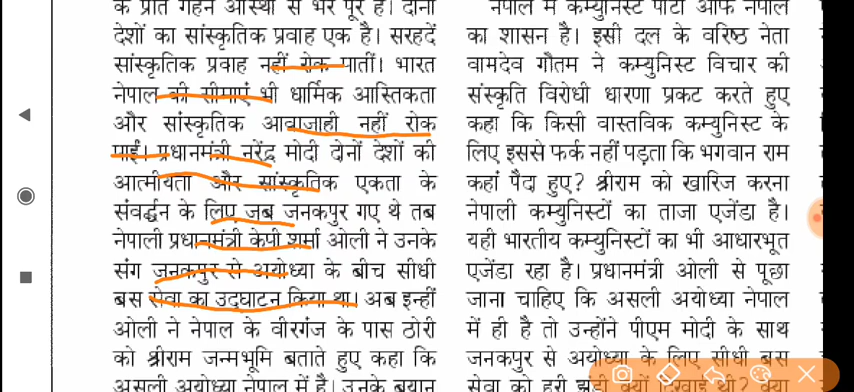 के प्रति गहन आस्था से भर पूर है। दोनों
देशों का सांस्कृतिक प्रवाह एक है। सरहदें
सांस्कृतिक प्रवाह नहीं रोक पातीं। भारत
नेपाल की सीमाएं भी धार्मिक आस्तिकता
और सांस्कृतिक आवाजाही नहीं रोक
पाईं। प्रधानमंत्री नरेंद्र मोदी दोनों देशों की
आत्मीयता और सांस्कृतिक एकता के
संवर्द्धन के लिए जब जनकपुर गए थे तब
नेपाली प्रधानमंत्री केपी शर्मा ओली ने उनके
संग जनकपुर से अयोध्या के बीच सीधी
बस सेवा का उद्घाटन किया था। अब इन्हीं
ओली ने नेपाल के वीरगंज के पास ठोरी
को श्रीराम जन्मभूमि बताते हुए कहा कि
असली अयोध्या नेपाल में है। उनके बयान
नेपाल में कम्युनिस्ट पार्टी आफ नेपाल
का शासन है। इसी दल के वरिष्ठ नेता
वामदेव गौतम ने कम्युनिस्ट विचार की
संस्कृति विरोधी धारणा प्रकट करते हुए
कहा कि किसी वास्तविक कम्युनिस्ट के
लिए इससे फर्क नहीं पड़ता कि भगवान राम
कहां पैदा हुए? श्रीराम को खारिज करना
नेपाली कम्युनिस्टों का ताजा एजेंडा है।
यही भारतीय कम्युनिस्टों का भी आधारभूत
एजेंडा रहा है। प्रधानमंत्री ओली से पूछा
जाना चाहिए कि असली अयोध्या नेपाल
में ही है तो उन्होंने पीएम मोदी के साथ
जनकपुर से अयोध्या के लिए सीधी बस
सेवा को हरी झंडी क्यों दिखाई थी? क्या